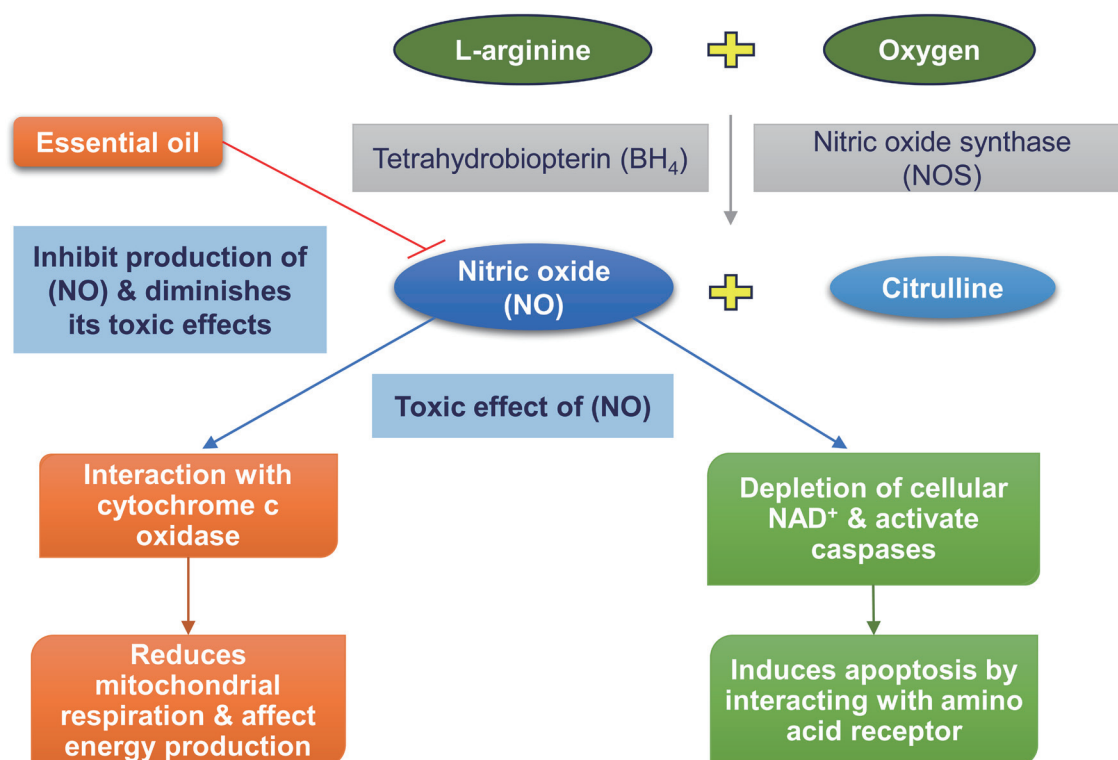 L-arginine
Oxygen
Essential oil
Tetrahydrobiopterin (BH₄)
Nitric oxide synthase
(NOS)
Inhibit production of
(NO) & diminishes
its toxic effects
Nitric oxide
(NO)
Citrulline
Toxic effect of (NO)
Interaction with
cytochrome c
oxidase
Depletion of cellular
NAD⁺ & activate
caspases
Reduces
mitochondrial
respiration & affect
energy production
Induces apoptosis by
interacting with amino
acid receptor